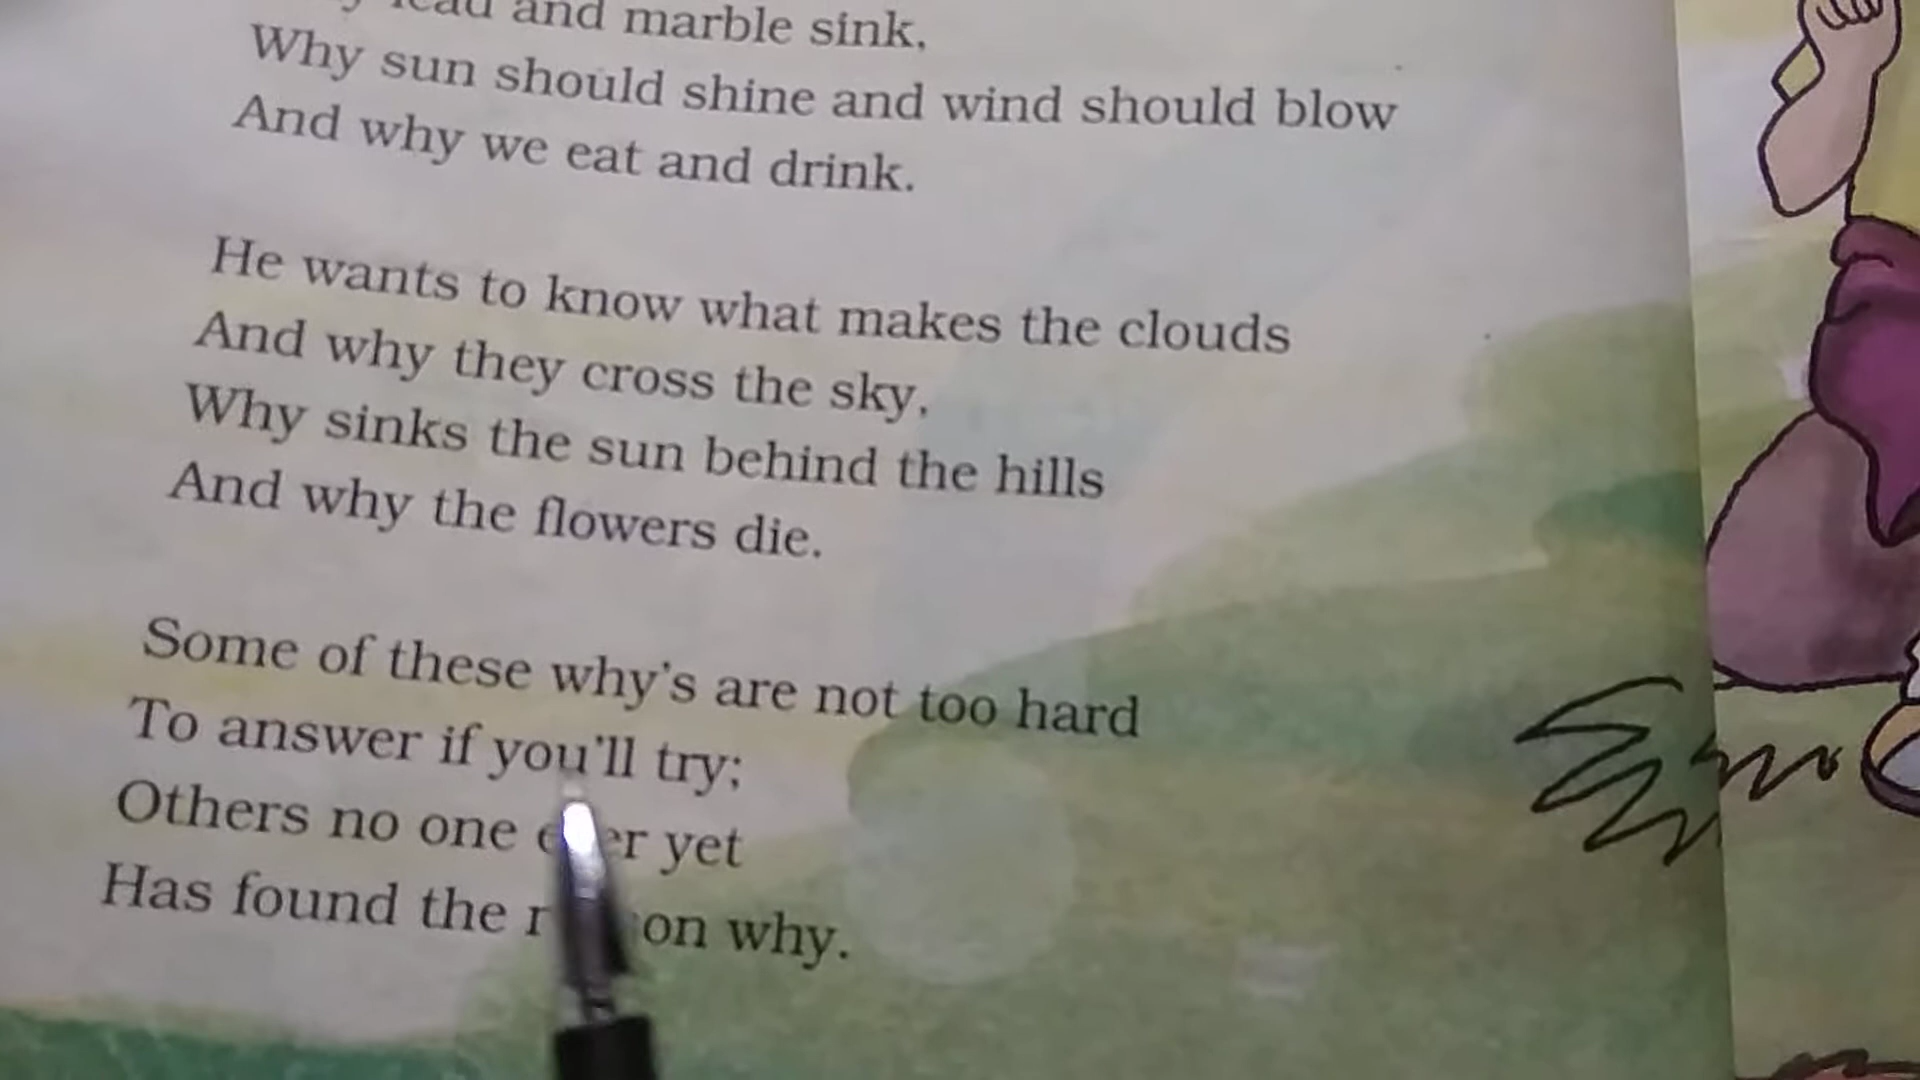 lead and marble sink,
Why sun should shine and wind should blow
And why we eat and drink.
He wants to know what makes the clouds
And why they cross the sky,
Why sinks the sun behind the hills
And why the flowers die.
Some of these why's are not too hard
To answer if you'll try;
Others no one yet
Has found the why.